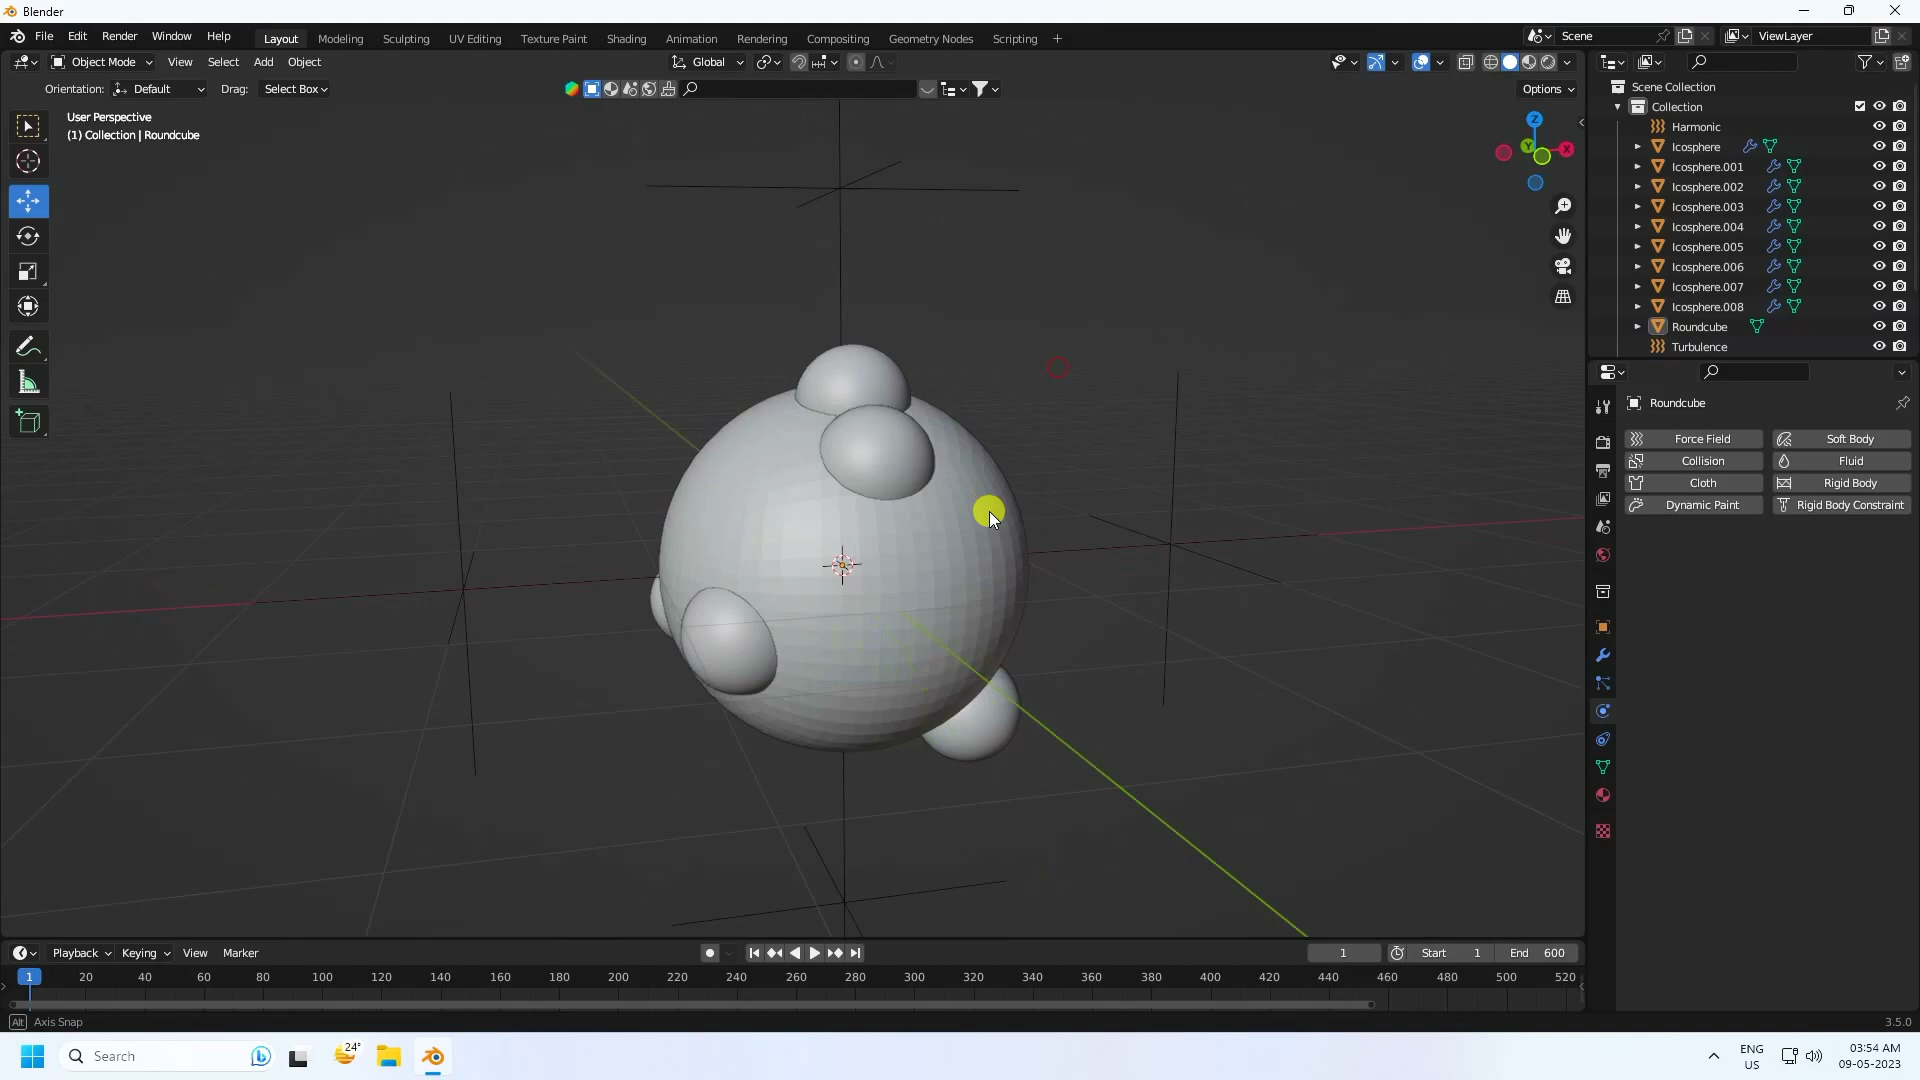 Blender
File Edit Render Window Help Layout Modeling Sculpting UV Editing Texture Paint Shading Animation Rendering Compositing Geometry Nodes Scripting + Scene ViewLayer
Object Mode View Select Add Object Global
Orientation: Default Drag: Select Box Options
User Perspective
(1) Collection | Roundcube
Z
Y
X
Scene Collection
Collection
Harmonic
Icosphere
Icosphere.001
Icosphere.002
Icosphere.003
Icosphere.004
Icosphere.005
Icosphere.006
Icosphere.007
Icosphere.008
Roundcube
Turbulence
Roundcube
Force Field Soft Body
Collision Fluid
Cloth Rigid Body
Dynamic Paint Rigid Body Constraint
Playback Keying View Marker 1 Start 1 End 600
1 20 40 60 80 100 120 140 160 180 200 220 240 260 280 300 320 340 360 380 400 420 440 460 480 500 520
Alt Axis Snap 3.5.0
Search 24° ENG US 03:54 AM
09-05-2023